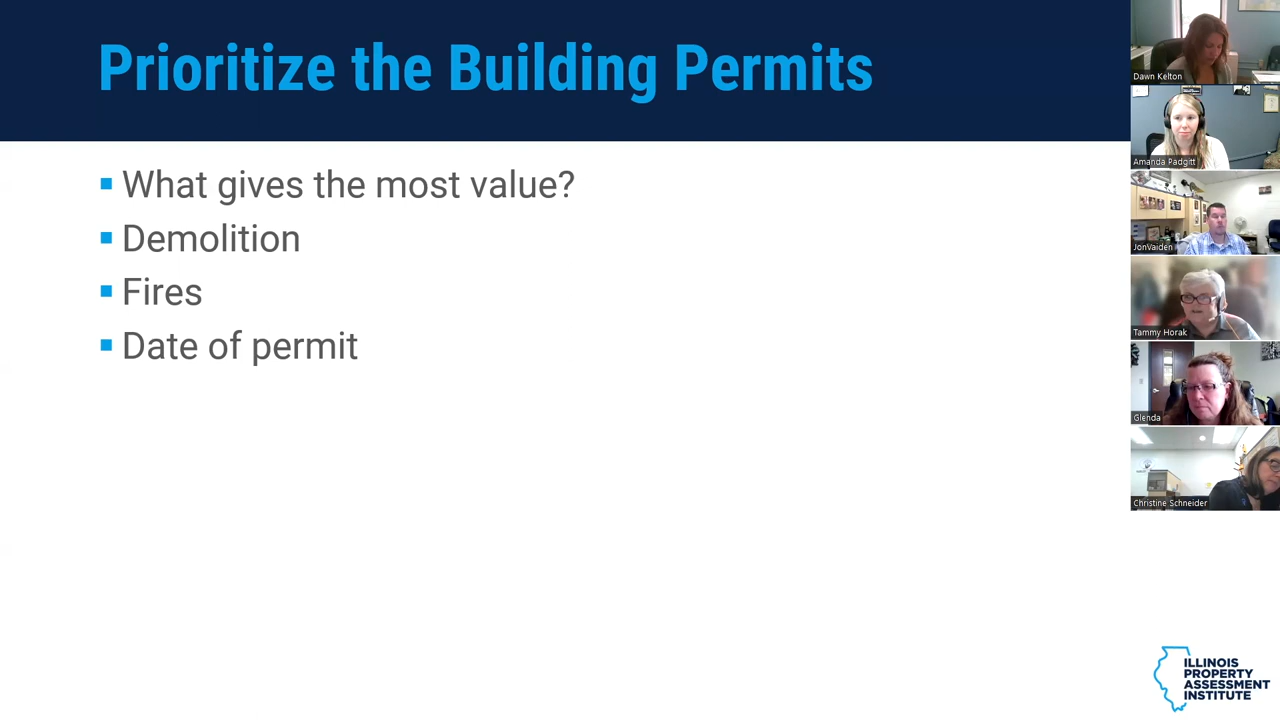 Prioritize the Building Permits
What gives the most value?
Demolition
Fires
Date of permit
Dawn Kelton
Amanda Padgitt
JonVaiden
Tammy Horak
Glenda
Christine Schneider
ILLINOIS
PROPERTY
ASSESSMENT
INSTITUTE